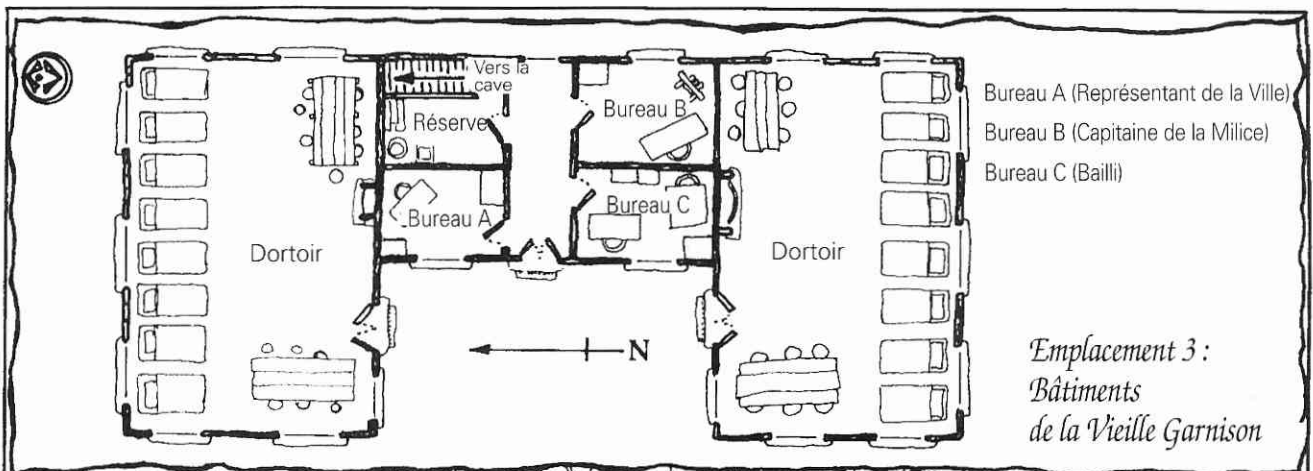 Vers la
cave
Réserve
Bureau B
Bureau A
Bureau C
Dortoir
Dortoir
N
Bureau A (Représentant de la Ville)
Bureau B (Capitaine de la Milice)
Bureau C (Bailli)
Emplacement 3 :
Bâtiments
de la Vieille Garnison